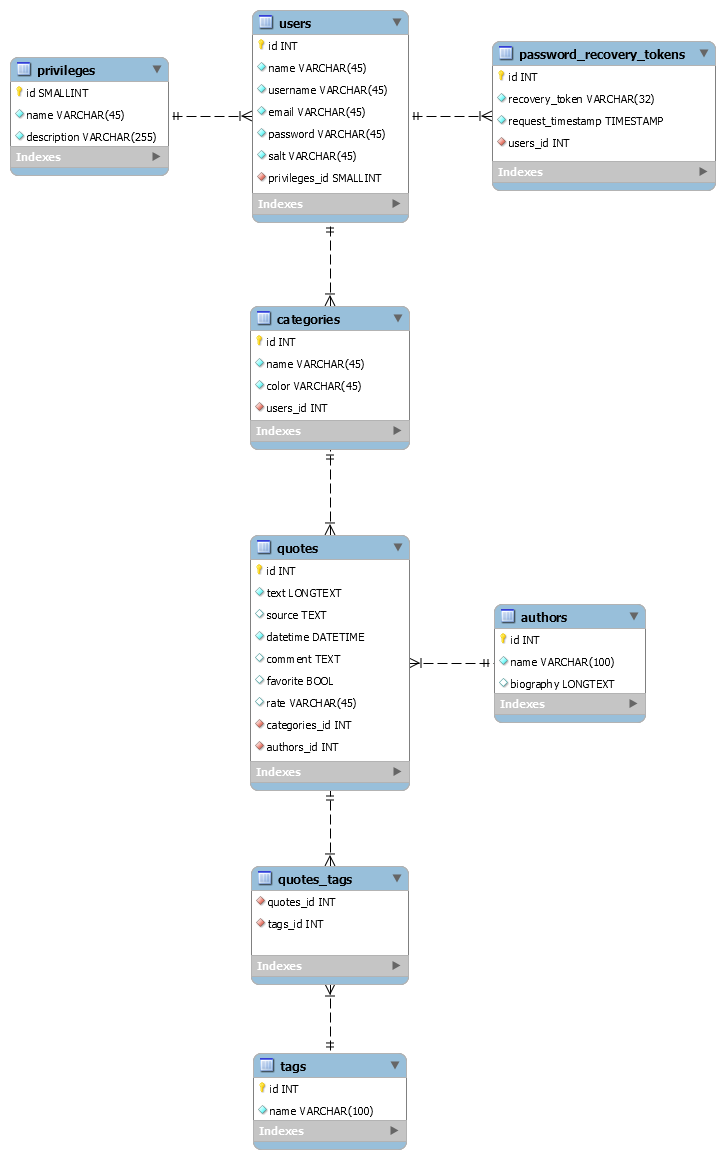 users
id INT
name VARCHAR(45)
username VARCHAR(45)
email VARCHAR(45)
password VARCHAR(45)
salt VARCHAR(45)
privileges_id SMALLINT
Indexes
privileges
id SMALLINT
name VARCHAR(45)
description VARCHAR(255)
Indexes
password_recovery_tokens
id INT
recovery_token VARCHAR(32)
request_timestamp TIMESTAMP
users_id INT
Indexes
categories
id INT
name VARCHAR(45)
color VARCHAR(45)
users_id INT
Indexes
quotes
id INT
text LONGTEXT
source TEXT
datetime DATETIME
comment TEXT
favorite BOOL
rate VARCHAR(45)
categories_id INT
authors_id INT
Indexes
authors
id INT
name VARCHAR(100)
biography LONGTEXT
Indexes
quotes_tags
quotes_id INT
tags_id INT
Indexes
tags
id INT
name VARCHAR(100)
Indexes